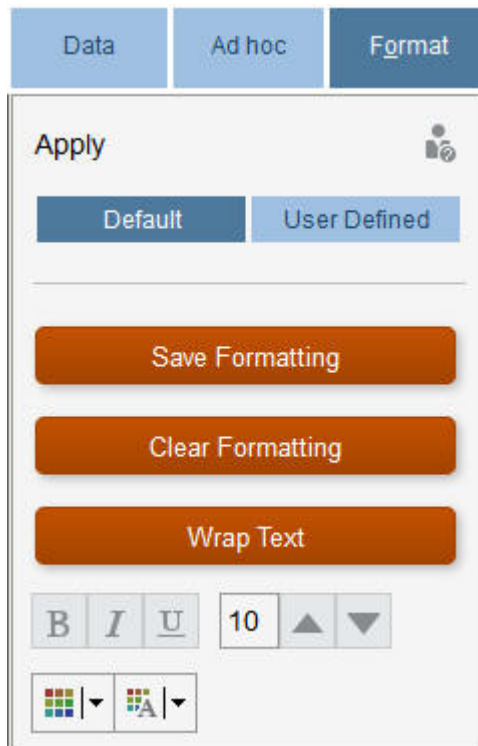 Data Ad hoc Format
Apply
Default User Defined
Save Formatting
Clear Formatting
Wrap Text
B I U 10
A